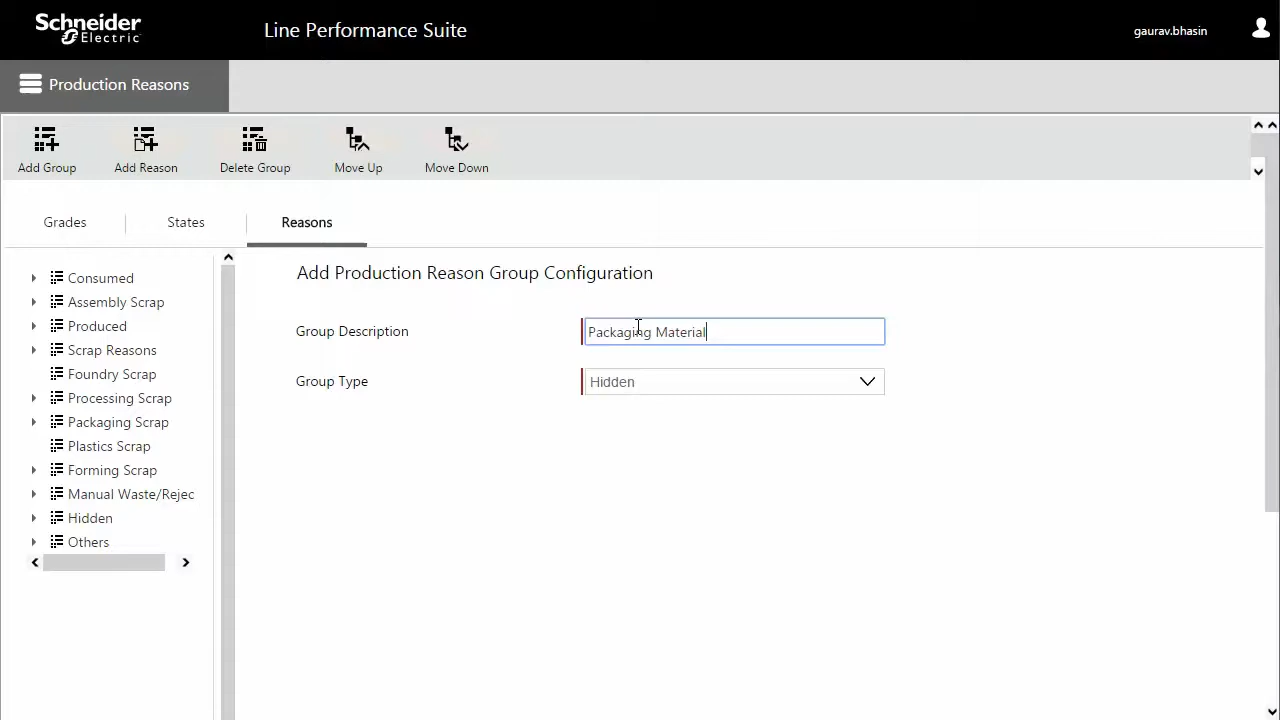 Schneider
Electric
Line Performance Suite
gaurav.bhasin
Production Reasons
Add Group
Add Reason
Delete Group
Move Up
Move Down
Grades
States
Reasons
Consumed
Assembly Scrap
Produced
Scrap Reasons
Foundry Scrap
Processing Scrap
Packaging Scrap
Plastics Scrap
Forming Scrap
Manual Waste/Rejec
Hidden
Others
Add Production Reason Group Configuration
Group Description
Packaging Material
Group Type
Hidden